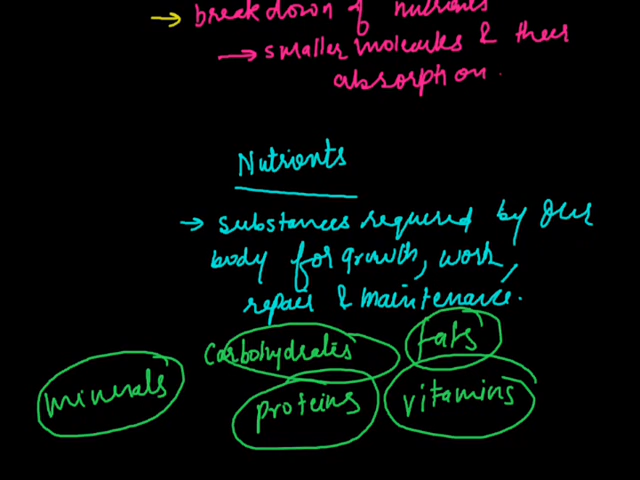 → breakdown of nutrients
→ smaller molecules & their
absorption.
Nutrients
→ substances required by our
body for growth, work,
repair & maintenance.
carbohydrates fats
minerals proteins vitamins